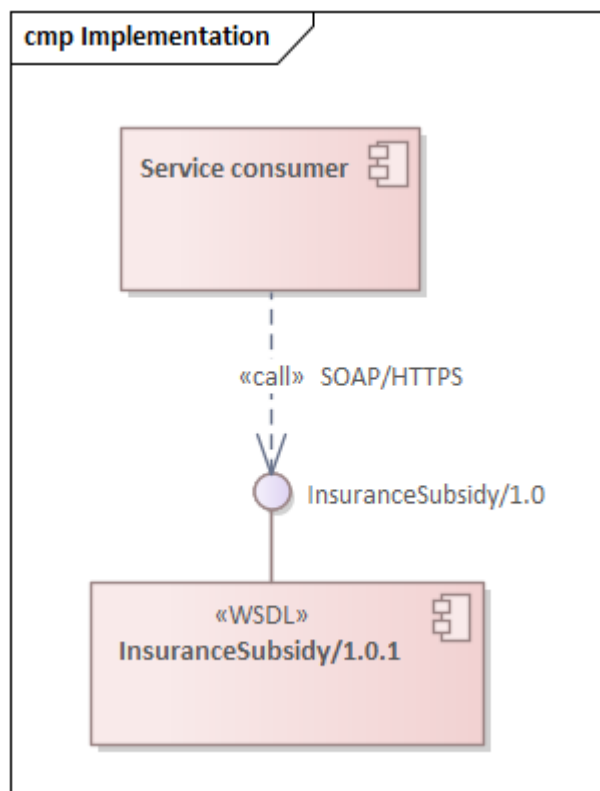 cmp Implementation
Service consumer
«call» SOAP/HTTPS
InsuranceSubsidy/1.0
«WSDL»
InsuranceSubsidy/1.0.1